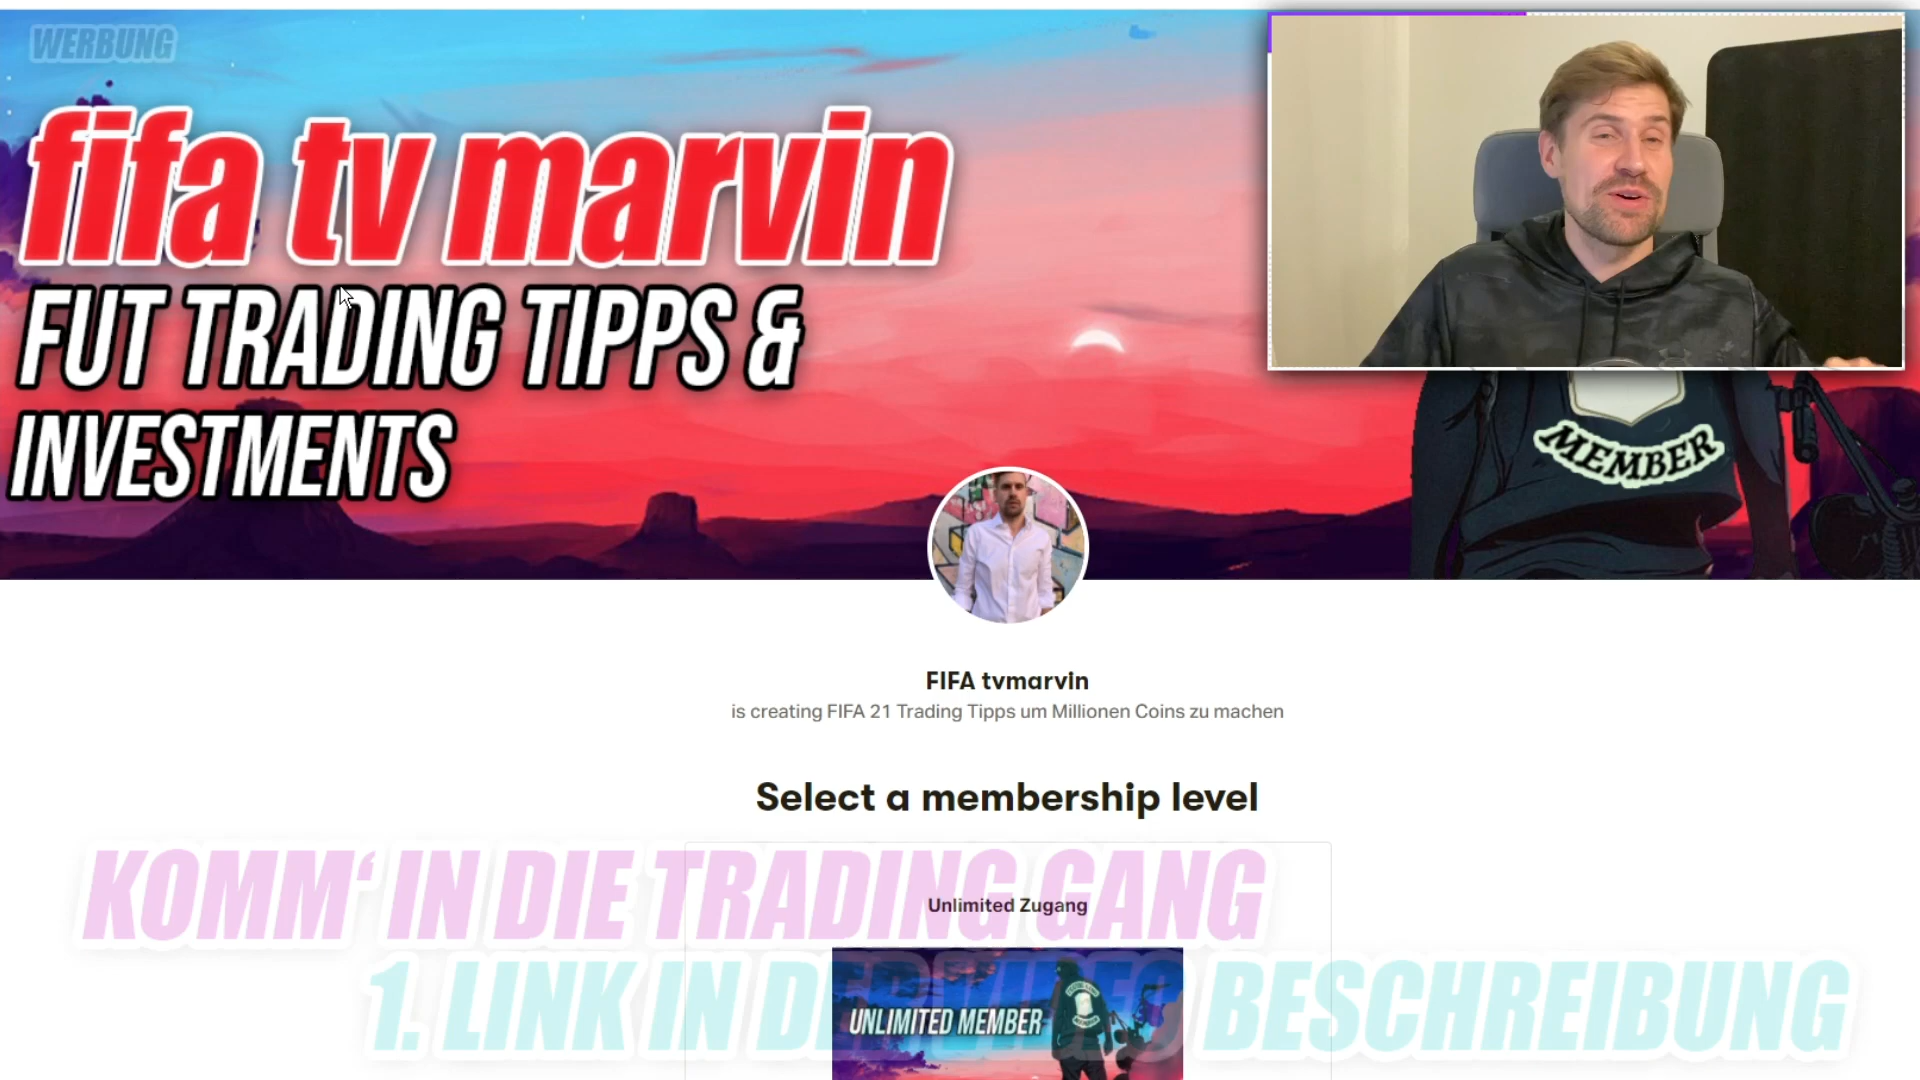 WERBUNG
fifa tv marvin
FUT TRADING TIPPS &
INVESTMENTS
MEMBER
FIFA tvmarvin
is creating FIFA 21 Trading Tipps um Millionen Coins zu machen
Select a membership level
KOMM‘ IN DIE TRADING GANG
Unlimited Zugang
1. LINK IN DER VIDEO BESCHREIBUNG
UNLIMITED MEMBER